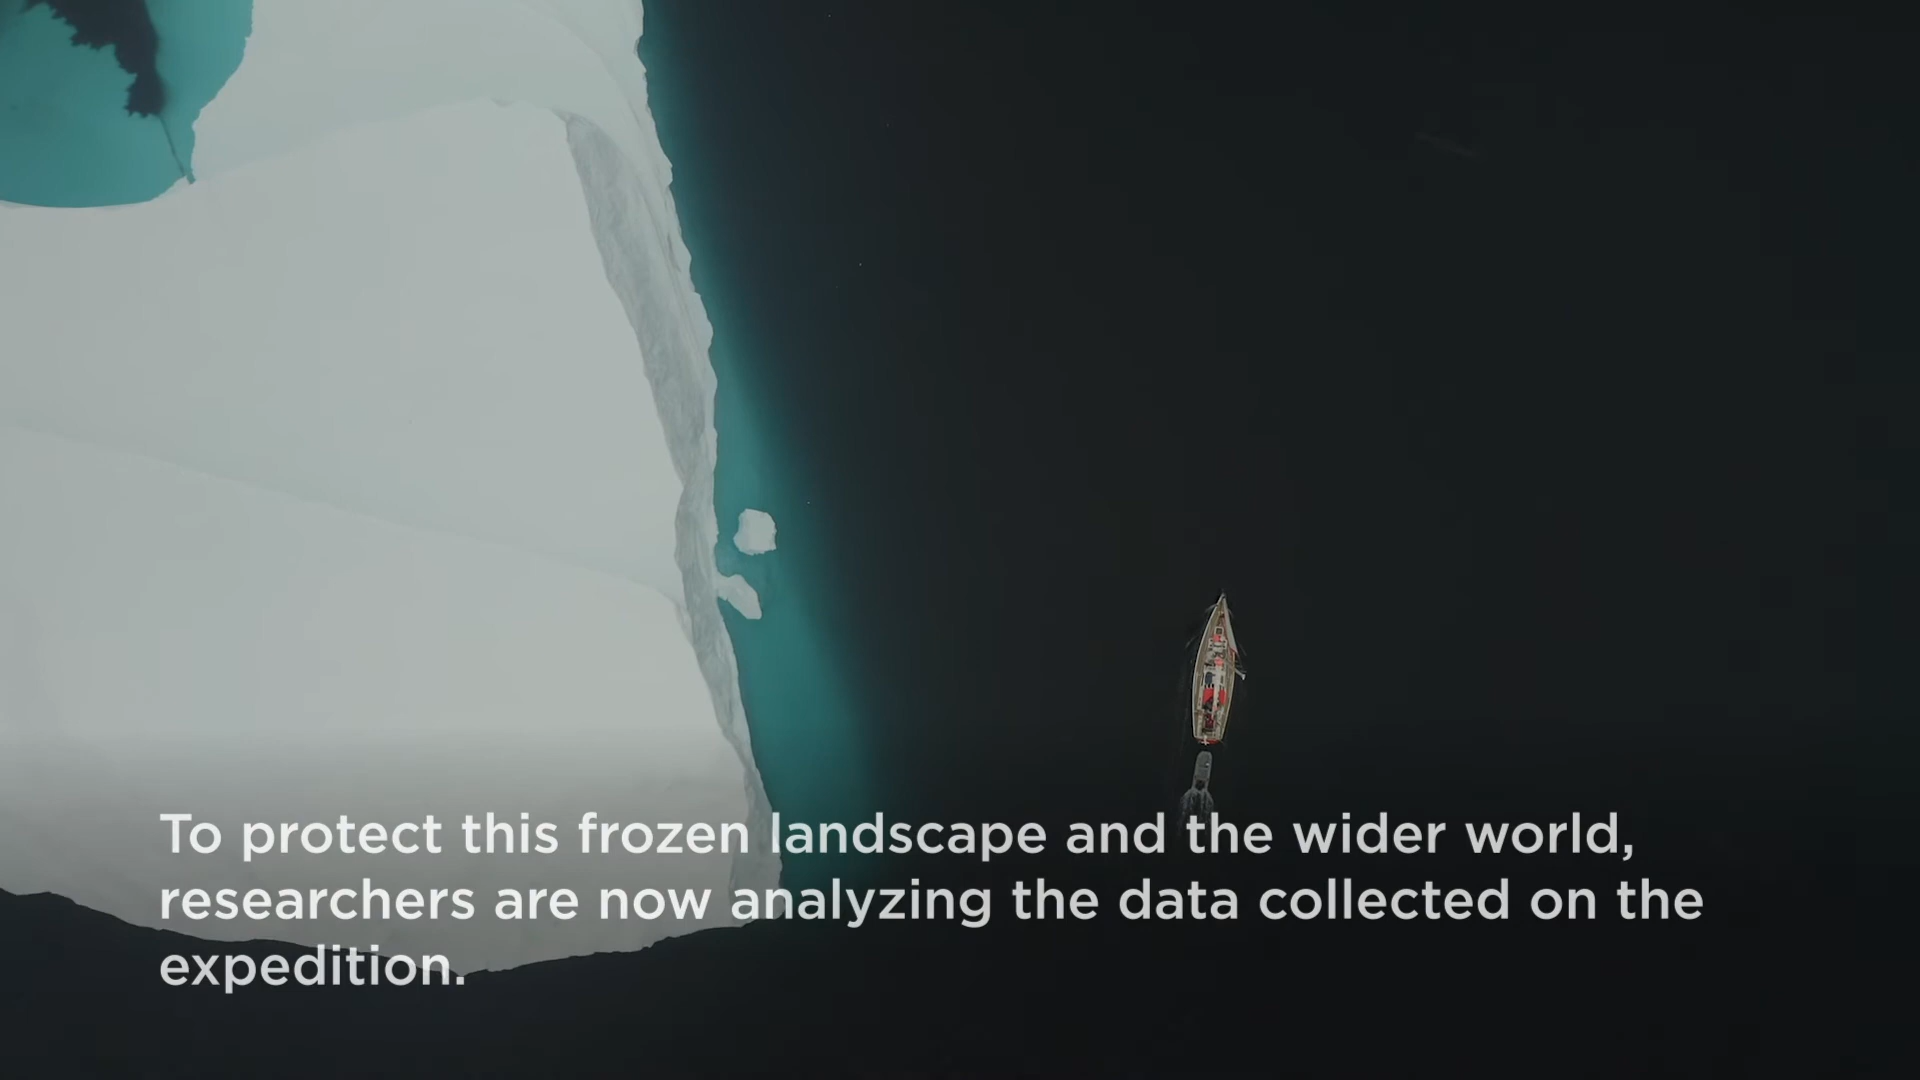 To protect this frozen landscape and the wider world,
researchers are now analyzing the data collected on the
expedition.